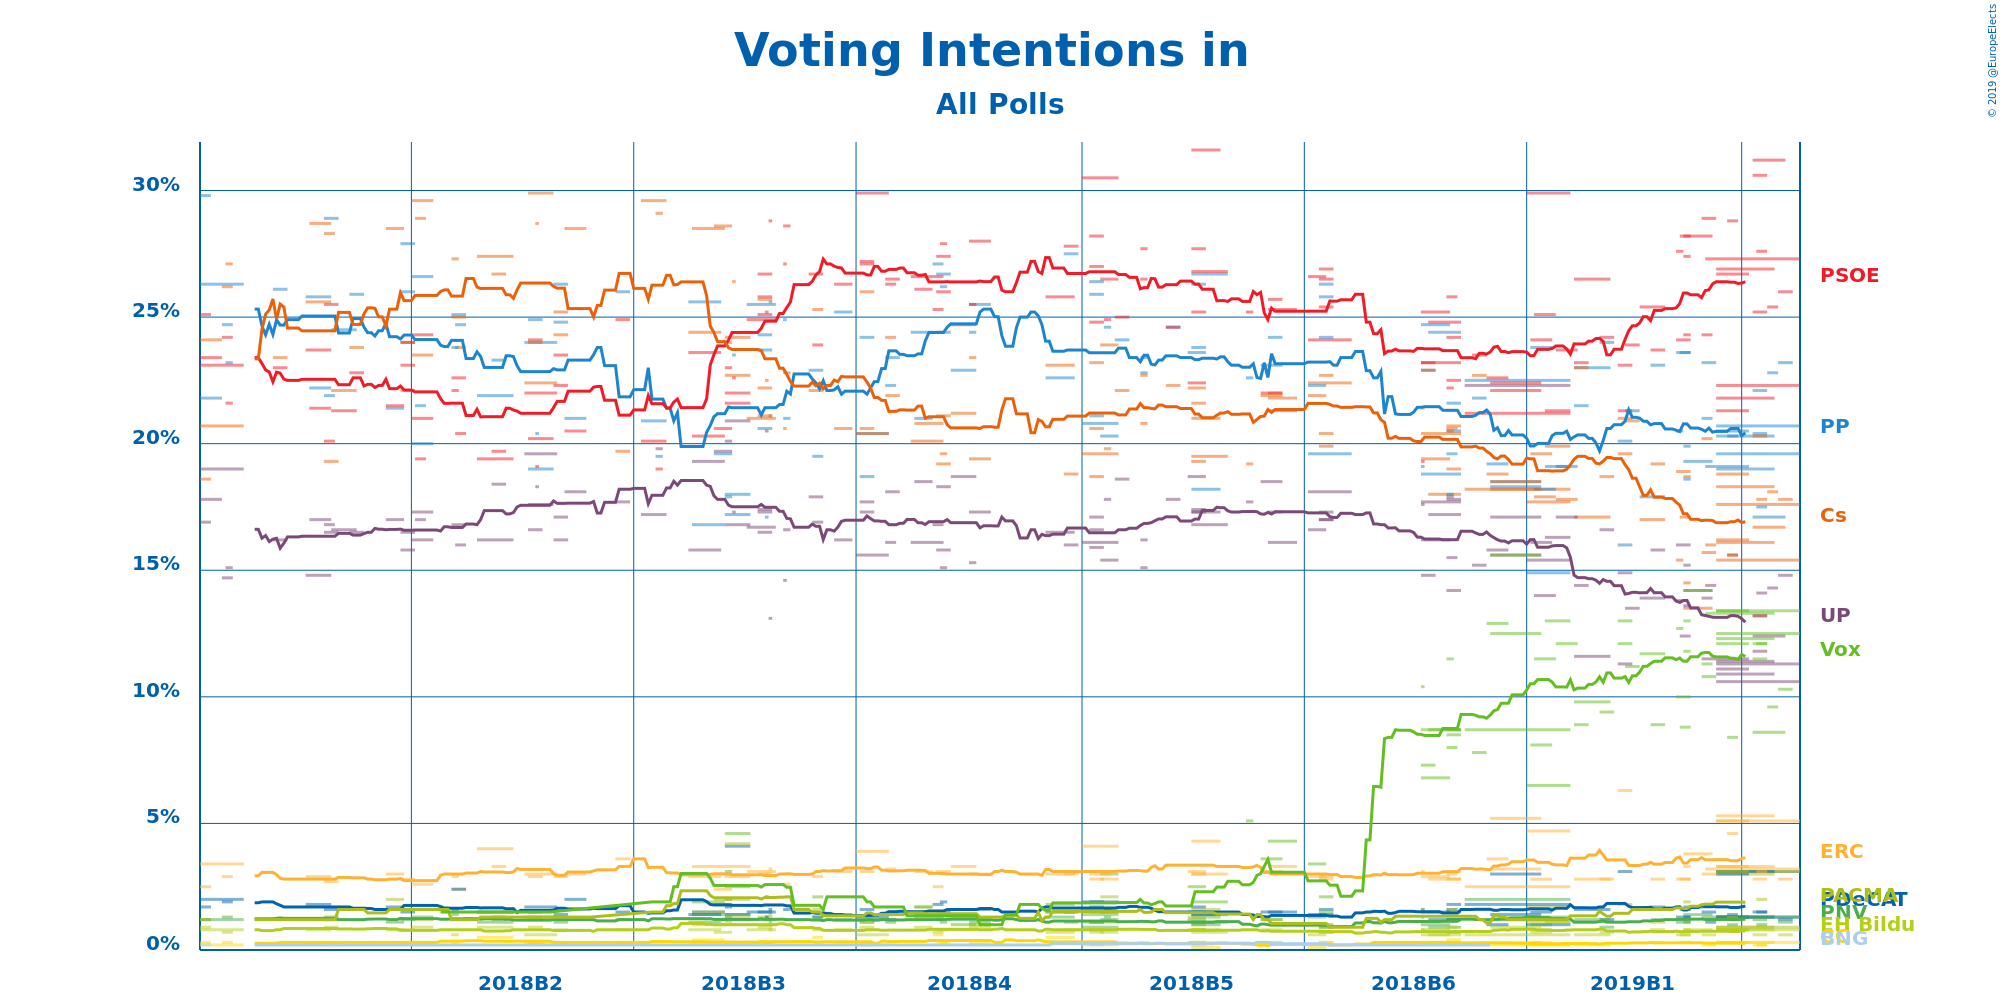 Voting Intentions in
All Polls
© 2019 @EuropeElects
30%
25%
20%
15%
10%
5%
0%
PSOE
PP
Cs
UP
Vox
ERC
PACMA
PDeCAT
PNV
EH Bildu
BNG
2018B2
2018B3
2018B4
2018B5
2018B6
2019B1